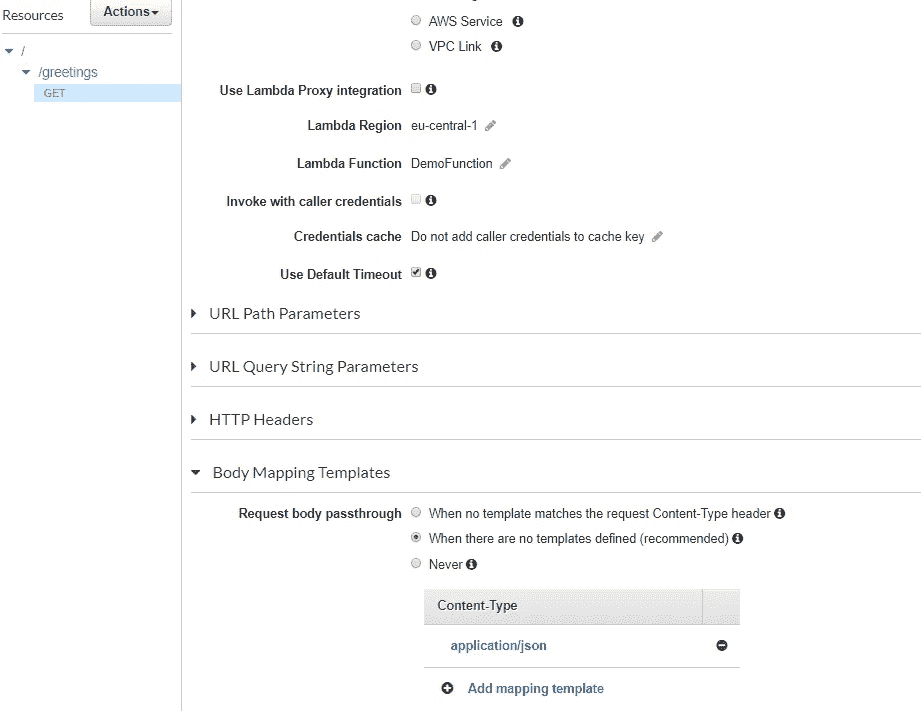 Resources
Actions
/
/greetings
GET
AWS Service
VPC Link
Use Lambda Proxy integration
Lambda Region eu-central-1
Lambda Function DemoFunction
Invoke with caller credentials
Credentials cache Do not add caller credentials to cache key
Use Default Timeout
URL Path Parameters
URL Query String Parameters
HTTP Headers
Body Mapping Templates
Request body passthrough When no template matches the request Content-Type header
When there are no templates defined (recommended)
Never
Content-Type
application/json
Add mapping template